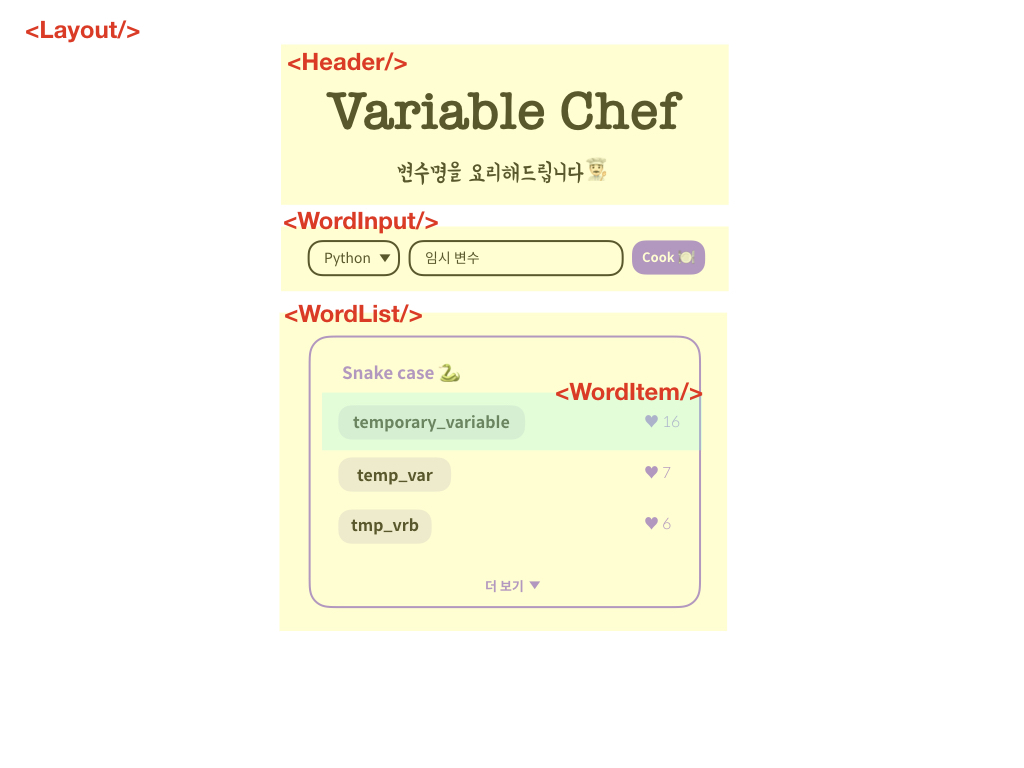 <Layout/>
<Header/>
Variable Chef
변수명을 요리해드립니다👨‍🍳
<WordInput/>
Python ▼ 임시 변수 Cook 🍽
<WordList/>
Snake case 🐍
<WordItem/>
temporary_variable ♥ 16
temp_var ♥ 7
tmp_vrb ♥ 6
더 보기 ▼